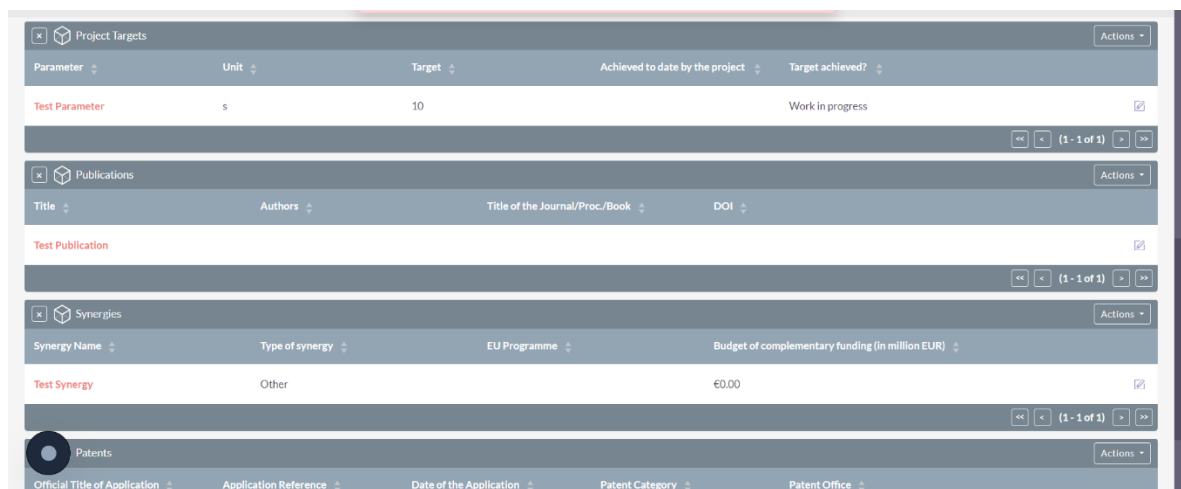 Project Targets Actions
Parameter Unit Target Achieved to date by the project Target achieved?
Test Parameter s 10 Work in progress
<< < (1 - 1 of 1) > >>
Publications Actions
Title Authors Title of the Journal/Proc./Book DOI
Test Publication
<< < (1 - 1 of 1) > >>
Synergies Actions
Synergy Name Type of synergy EU Programme Budget of complementary funding (in million EUR)
Test Synergy Other €0.00
<< < (1 - 1 of 1) > >>
Patents Actions
Official Title of Application Application Reference Date of the Application Patent Category Patent Office